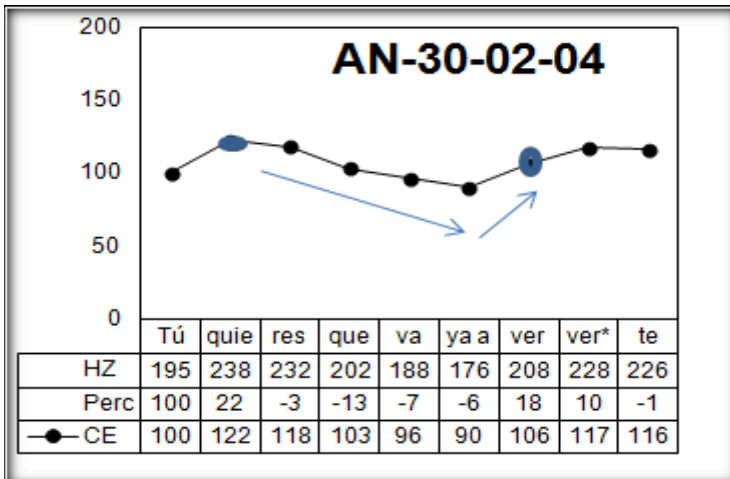 200
AN-30-02-04
150
100
50
0
Tú quie res que va ya a ver ver* te
HZ 195 238 232 202 188 176 208 228 226
Perc 100 22 -3 -13 -7 -6 18 10 -1
CE 100 122 118 103 96 90 106 117 116